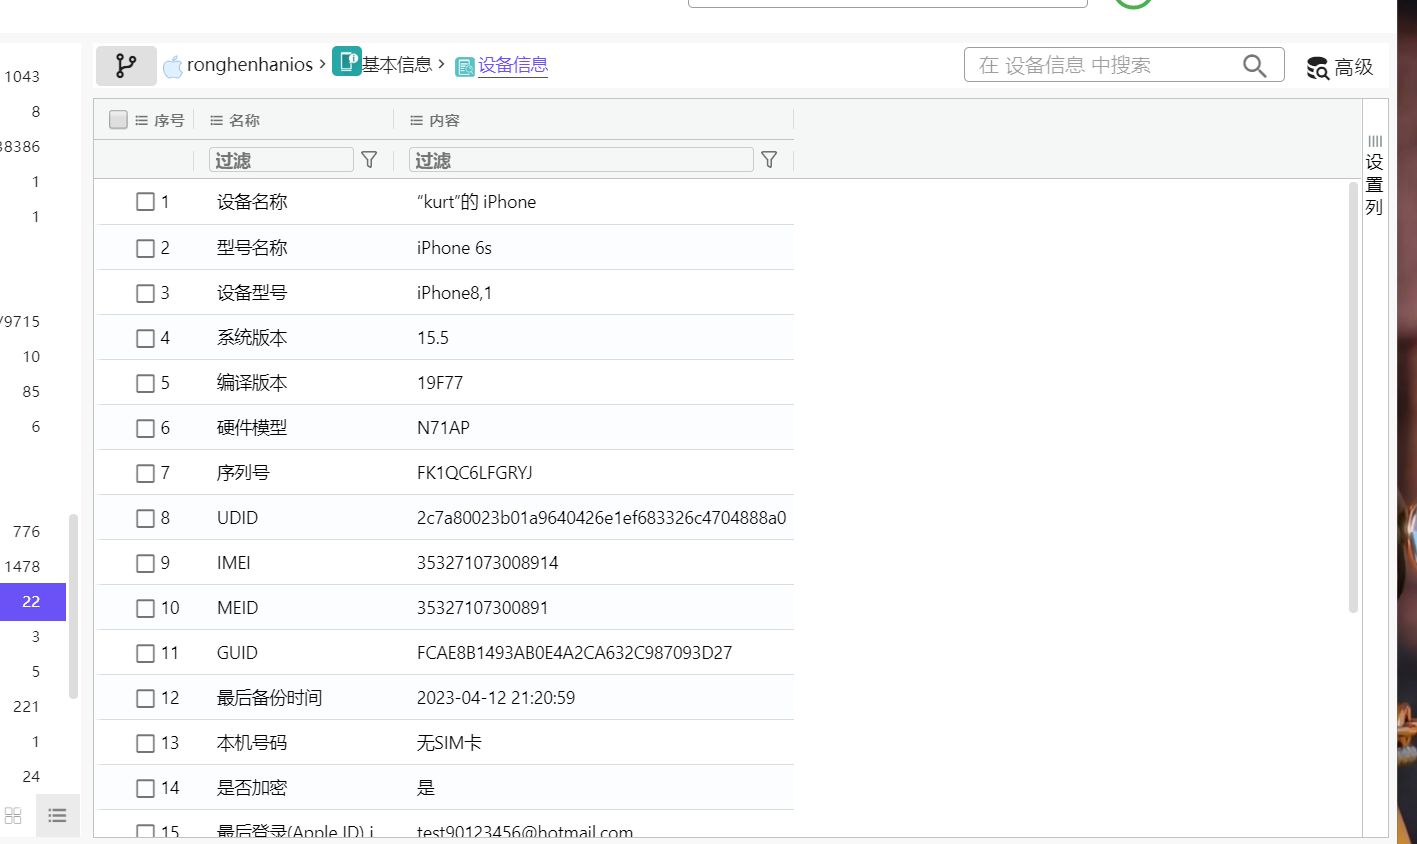 ronghenhanios › 基本信息 › 设备信息
在 设备信息 中搜索
高级
1043
8
38386
1
1
79715
10
85
6
776
1478
22
3
5
221
1
24
序号 名称 内容
过滤 过滤
1 设备名称 “kurt”的 iPhone
2 型号名称 iPhone 6s
3 设备型号 iPhone8,1
4 系统版本 15.5
5 编译版本 19F77
6 硬件模型 N71AP
7 序列号 FK1QC6LFGRYJ
8 UDID 2c7a80023b01a9640426e1ef683326c4704888a0
9 IMEI 353271073008914
10 MEID 35327107300891
11 GUID FCAE8B1493AB0E4A2CA632C987093D27
12 最后备份时间 2023-04-12 21:20:59
13 本机号码 无SIM卡
14 是否加密 是
15 最后登录(Apple ID) i test90123456@hotmail.com
设置列